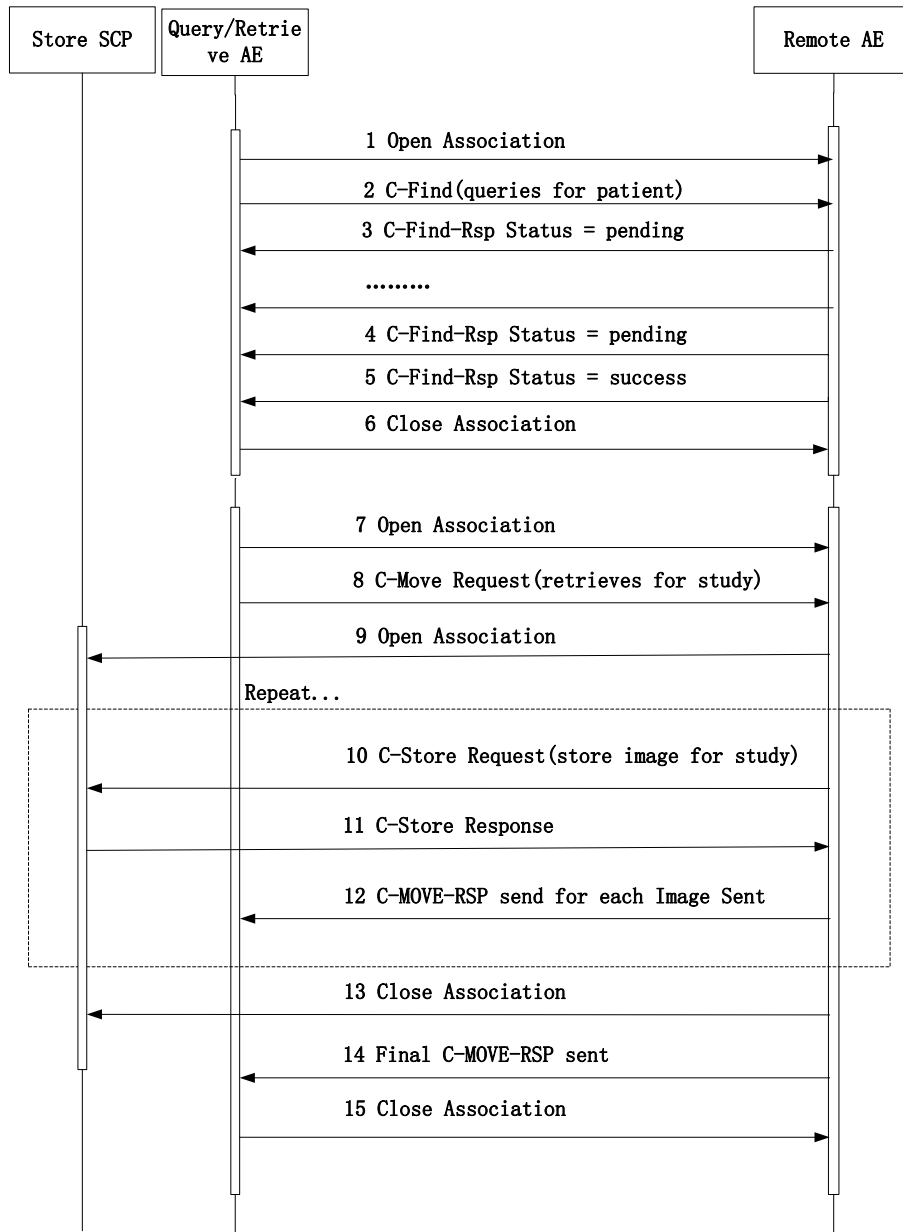 Store SCP
Query/Retrie
ve AE
Remote AE
1 Open Association
2 C-Find(queries for patient)
3 C-Find-Rsp Status = pending
.........
4 C-Find-Rsp Status = pending
5 C-Find-Rsp Status = success
6 Close Association
7 Open Association
8 C-Move Request(retrieves for study)
9 Open Association
Repeat...
10 C-Store Request(store image for study)
11 C-Store Response
12 C-MOVE-RSP send for each Image Sent
13 Close Association
14 Final C-MOVE-RSP sent
15 Close Association